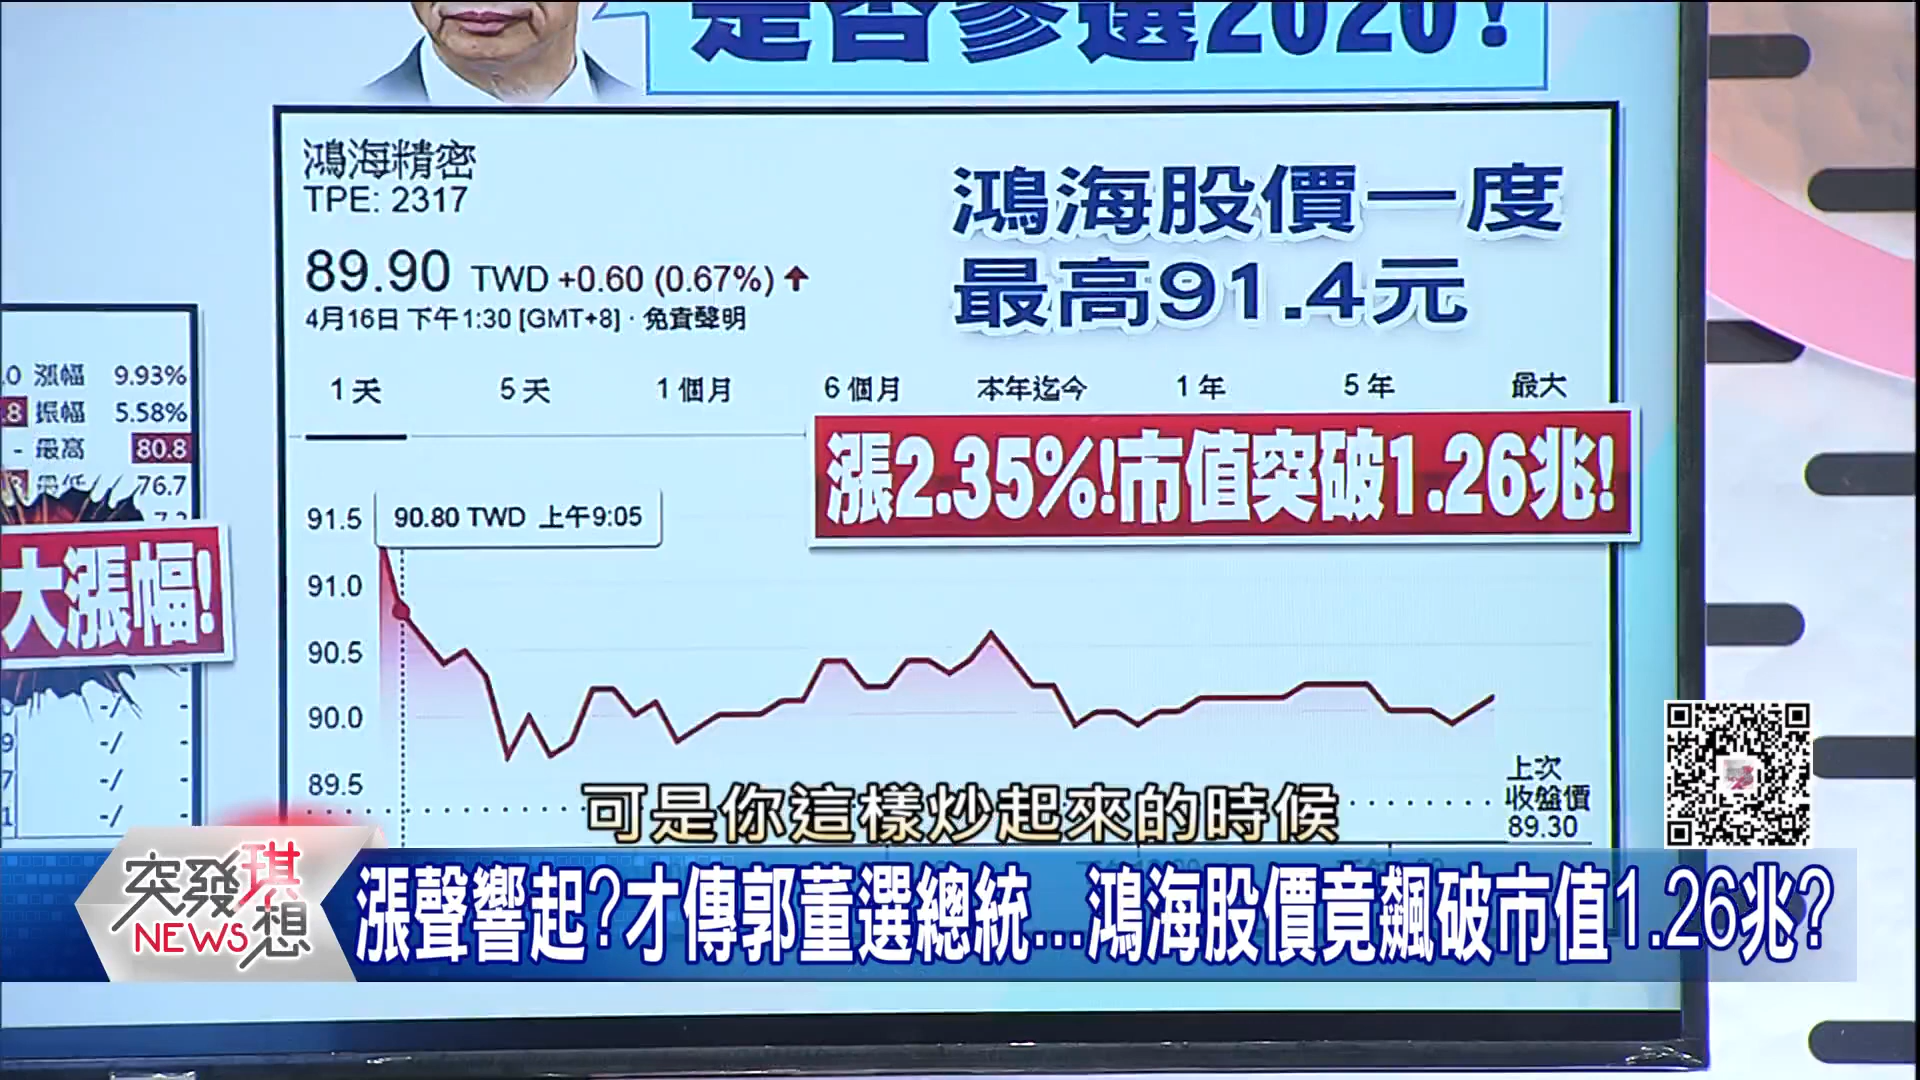 是否參選2020!
鴻海精密
TPE: 2317
89.90 TWD +0.60 (0.67%)
4月16日 下午1:30 [GMT+8] · 免責聲明
鴻海股價一度
最高91.4元
1 天 5 天 1 個月 6 個月 本年迄今 1 年 5 年 最大
漲2.35%!市值突破1.26兆!
90.80 TWD 上午9:05
91.5
91.0
90.5
90.0
89.5
上次
收盤價
89.30
漲幅 9.93%
振幅 5.58%
最高 80.8
76.7
大漲幅!
可是你這樣炒起來的時候
突發琪想
NEWS
漲聲響起?才傳郭董選總統...鴻海股價竟飆破市值1.26兆?